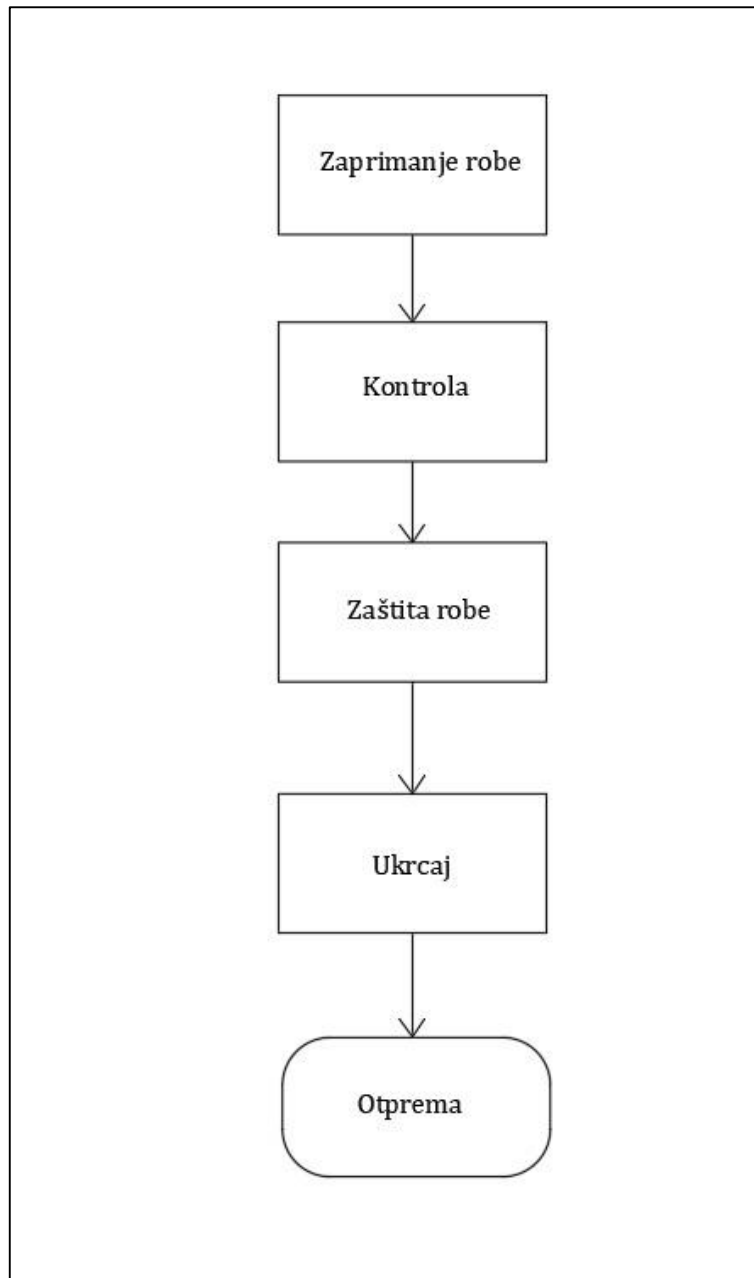 Zaprimanje robe
Kontrola
Zaštita robe
Ukrcaj
Otprema